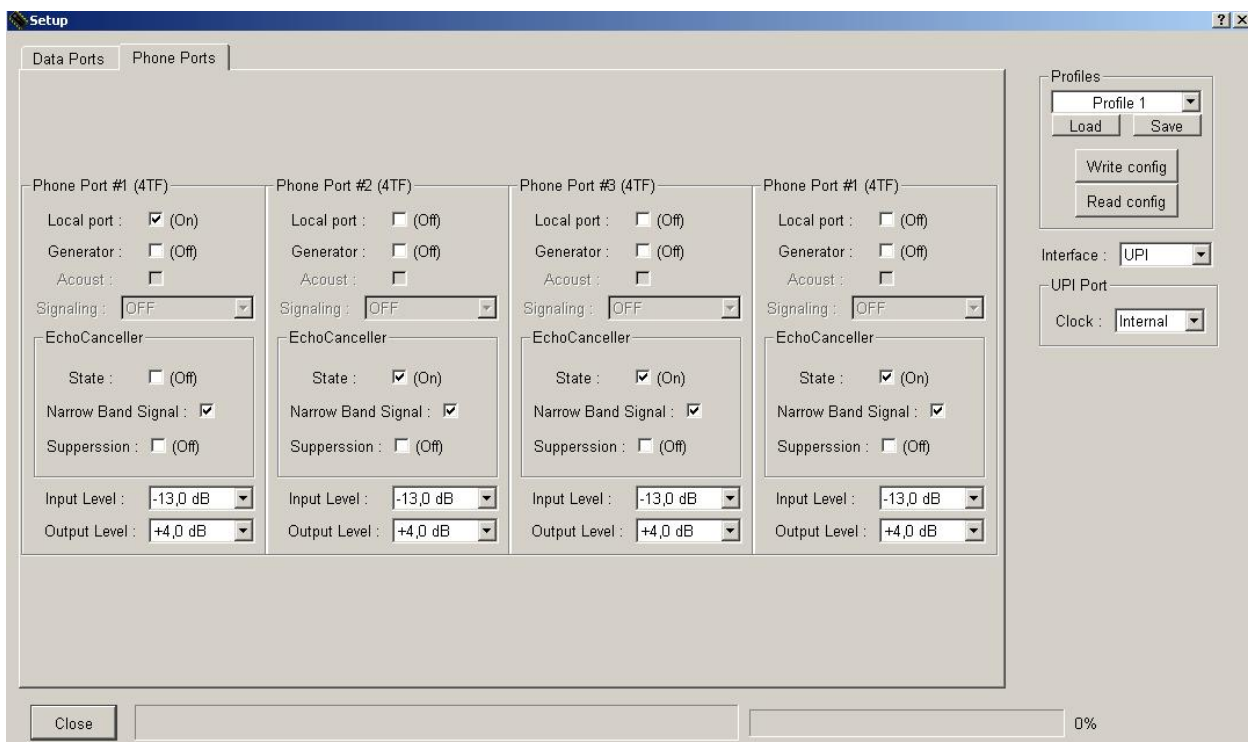 Setup
Data Ports Phone Ports
Profiles
Profile 1
Load Save
Write config
Read config
Interface : UPI
UPI Port
Clock : Internal
Phone Port #1 (4TF) Phone Port #2 (4TF) Phone Port #3 (4TF) Phone Port #1 (4TF)
Local port : (On) Local port : (Off) Local port : (Off) Local port : (Off)
Generator : (Off) Generator : (Off) Generator : (Off) Generator : (Off)
Acoust : Acoust : Acoust : Acoust :
Signaling : OFF Signaling : OFF Signaling : OFF Signaling : OFF
EchoCanceller EchoCanceller EchoCanceller EchoCanceller
State : (Off) State : (On) State : (On) State : (On)
Narrow Band Signal : Narrow Band Signal : Narrow Band Signal : Narrow Band Signal :
Supperssion : (Off) Supperssion : (Off) Supperssion : (Off) Supperssion : (Off)
Input Level : -13,0 dB Input Level : -13,0 dB Input Level : -13,0 dB Input Level : -13,0 dB
Output Level : +4,0 dB Output Level : +4,0 dB Output Level : +4,0 dB Output Level : +4,0 dB
Close 0%